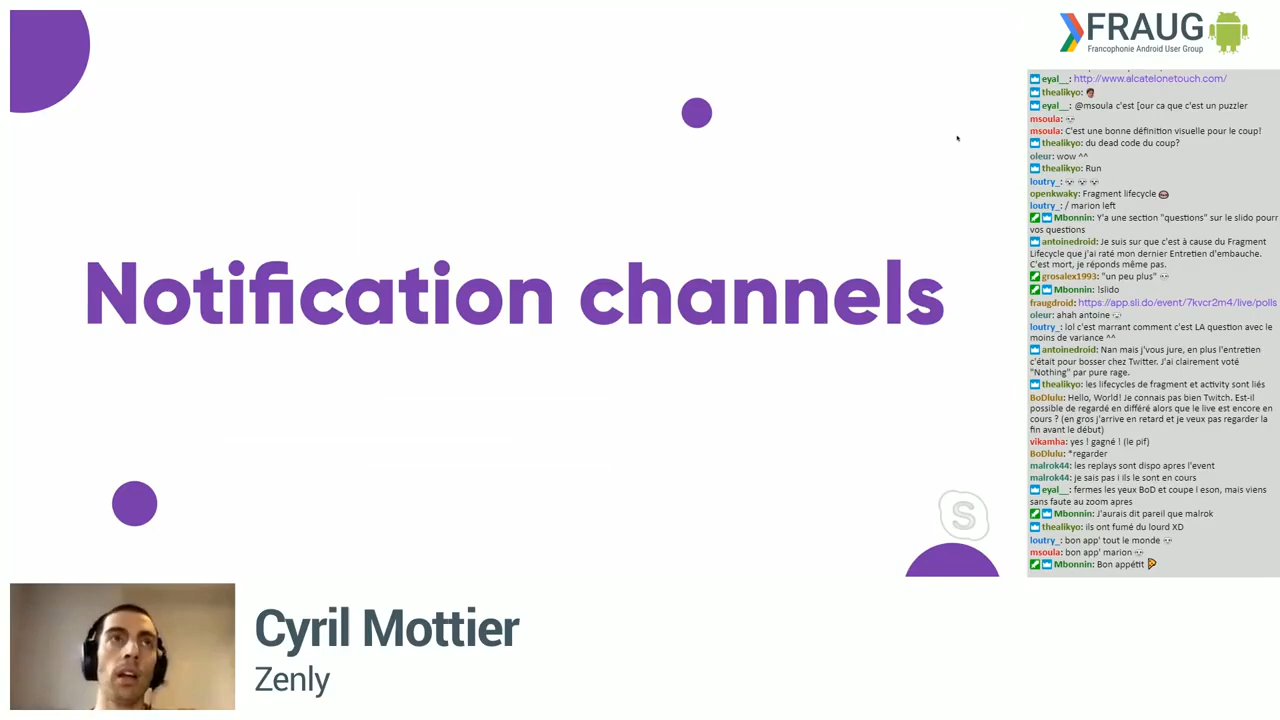 Notification channels
S
Cyril Mottier
Zenly
FRAUG
Francophonie Android User Group
eyal__: http://www.alcatelonetouch.com/
thealikyo:
eyal__: @msoula c'est [our ca que c'est un puzzler
msoula:
msoula: C'est une bonne définition visuelle pour le coup!
thealikyo: du dead code du coup?
oleur: wow ^^
thealikyo: Run
loutry_:
openkwaky: Fragment lifecycle
loutry_: / marion left
Mbonnin: Y'a une section "questions" sur le slido pourr
vos questions
antoinedroid: Je suis sur que c'est à cause du Fragment
Lifecycle que j'ai raté mon dernier Entretien d'embauche.
C'est mort, je réponds même pas.
grosalex1993: "un peu plus"
Mbonnin: !slido
fraugdroid: https://app.sli.do/event/7kvcr2m4/live/polls
oleur: ahah antoine
loutry_: lol c'est marrant comment c'est LA question avec le
moins de variance ^^
antoinedroid: Nan mais j'vous jure, en plus l'entretien
c'était pour bosser chez Twitter. J'ai clairement voté
"Nothing" par pure rage.
thealikyo: les lifecycles de fragment et activity sont liés
BoDlulu: Hello, World! Je connais pas bien Twitch. Est-il
possible de regardé en différé alors que le live est encore en
cours ? (en gros j'arrive en retard et je veux pas regarder la
fin avant le début)
vikamha: yes ! gagné ! (le pif)
BoDlulu: *regarder
malrok44: les replays sont dispo apres l'event
malrok44: je sais pas i ils le sont en cours
eyal__: fermes les yeux BoD et coupe l eson, mais viens
sans faute au zoom apres
Mbonnin: J'aurais dit pareil que malrok
thealikyo: ils ont fumé du lourd XD
loutry_: bon app' tout le monde
msoula: bon app' marion
Mbonnin: Bon appétit